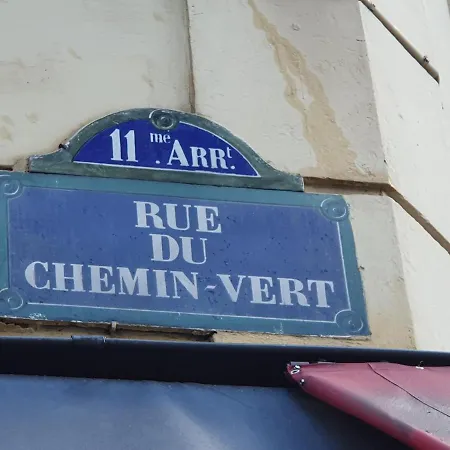 11me . ARRt.
RUE
DU
CHEMIN-VERT